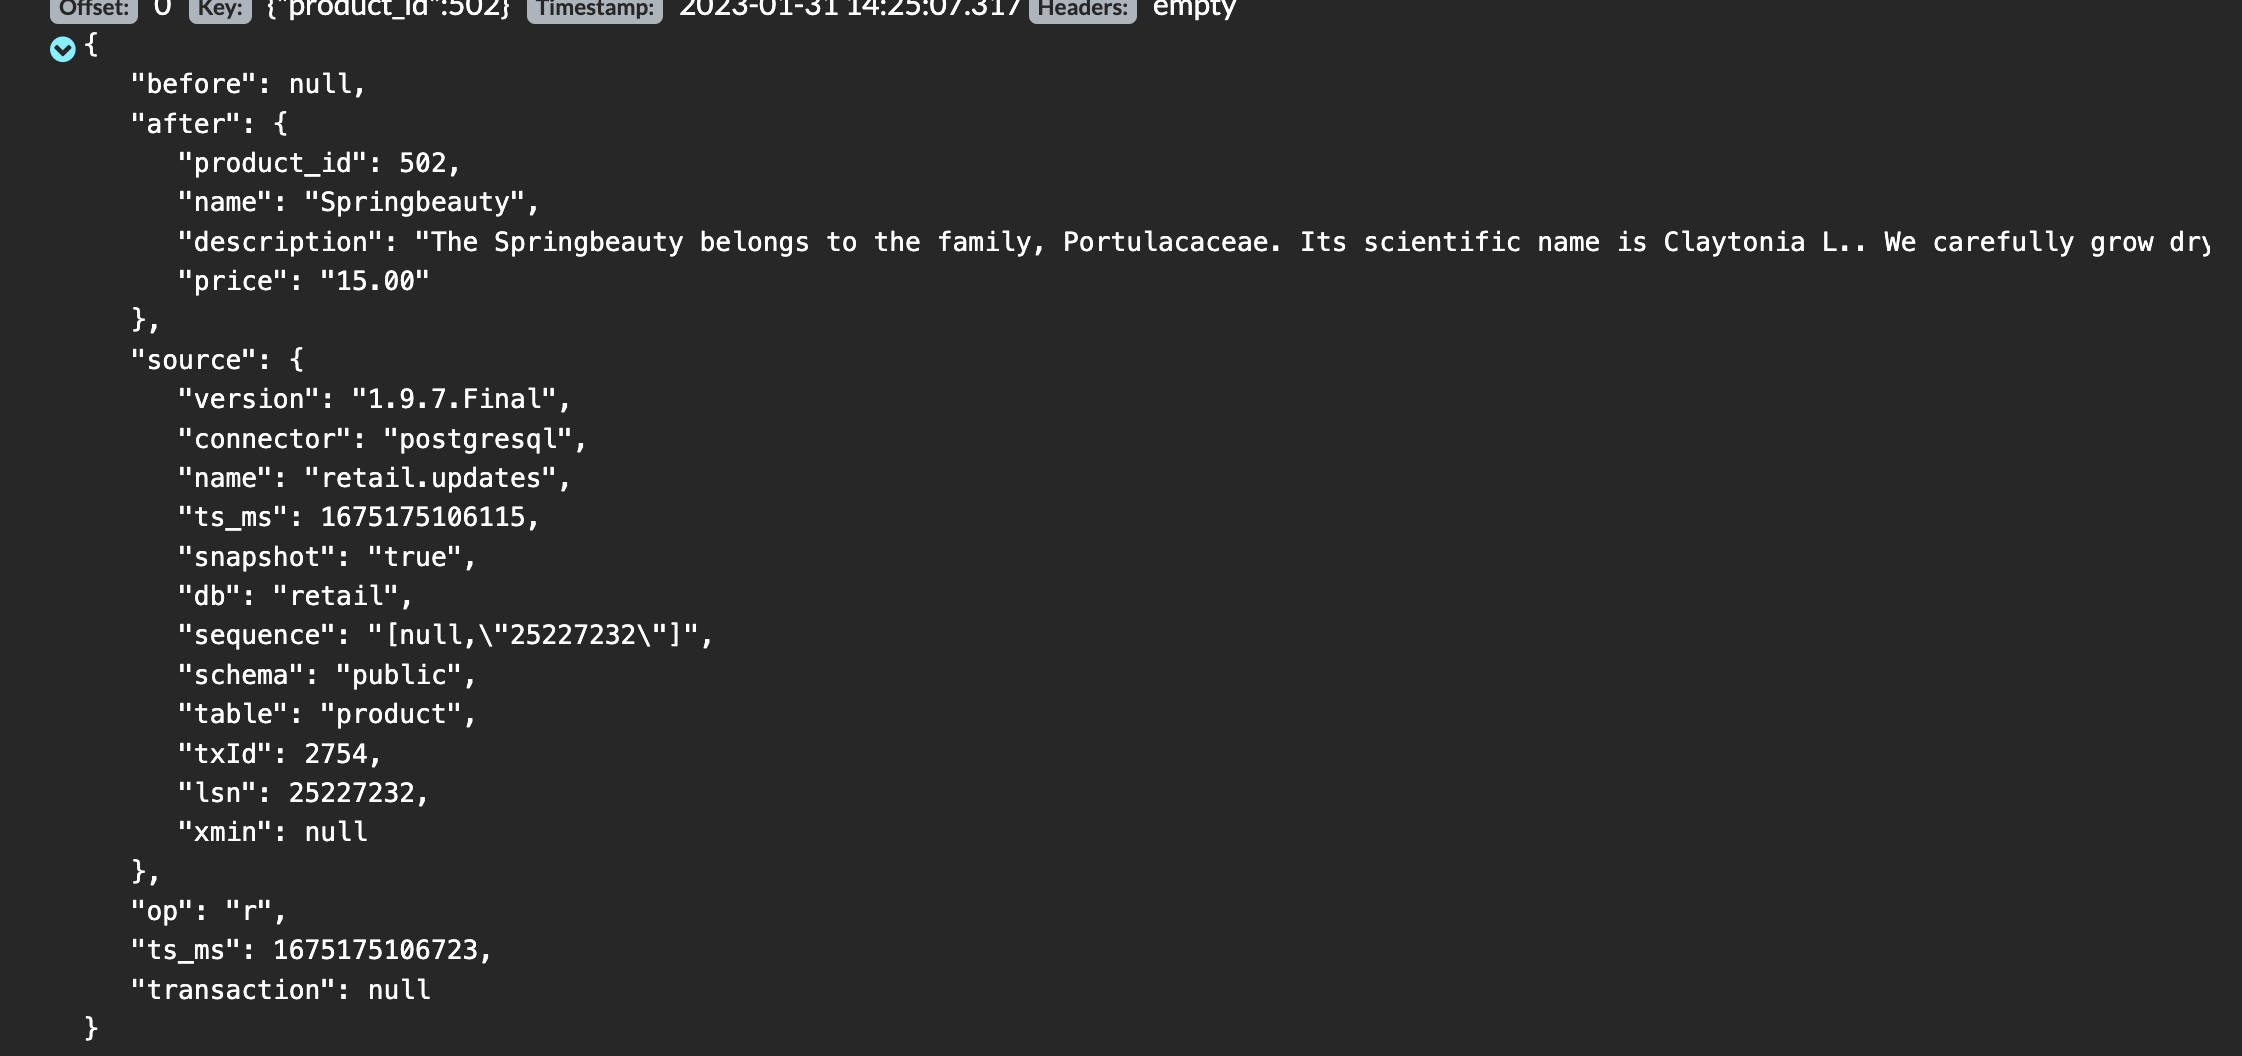 Offset: 0 Key: {"product_id":502} Timestamp: 2023-01-31 14:25:07.317 Headers: empty
{
"before": null,
"after": {
"product_id": 502,
"name": "Springbeauty",
"description": "The Springbeauty belongs to the family, Portulacaceae. Its scientific name is Claytonia L.. We carefully grow dry
"price": "15.00"
},
"source": {
"version": "1.9.7.Final",
"connector": "postgresql",
"name": "retail.updates",
"ts_ms": 1675175106115,
"snapshot": "true",
"db": "retail",
"sequence": "[null,\"25227232\"]",
"schema": "public",
"table": "product",
"txId": 2754,
"lsn": 25227232,
"xmin": null
},
"op": "r",
"ts_ms": 1675175106723,
"transaction": null
}